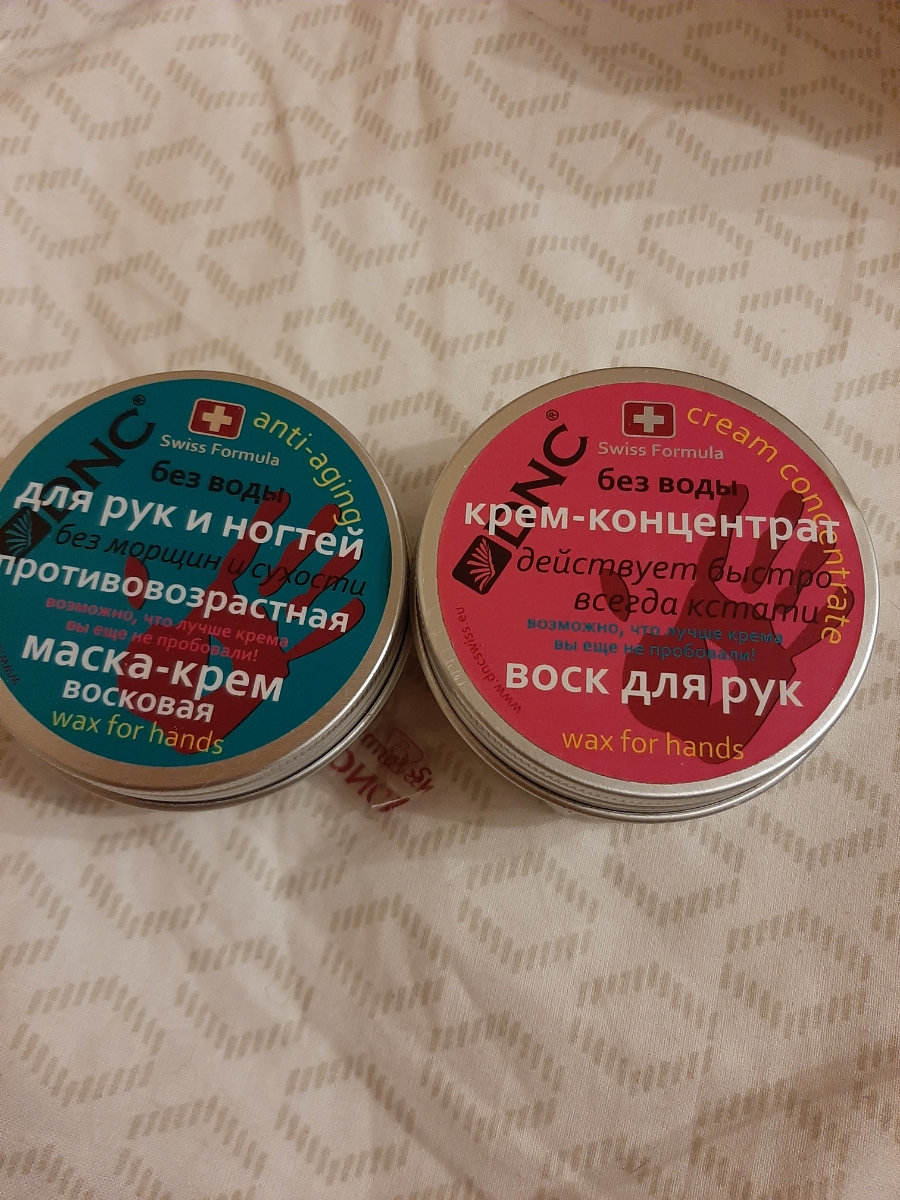 DNC®
Swiss Formula
anti-aging
без воды
для рук и ногтей
без морщин и сухости
противовозрастная
возможно, что лучше крема
вы еще не пробовали!
маска-крем
восковая
wax for hands
DNC®
Swiss Formula
cream concentrate
без воды
крем-концентрат
действует быстро
всегда кстати
возможно, что лучше крема
вы еще не пробовали!
воск для рук
wax for hands
www.dncswiss.eu
DNC